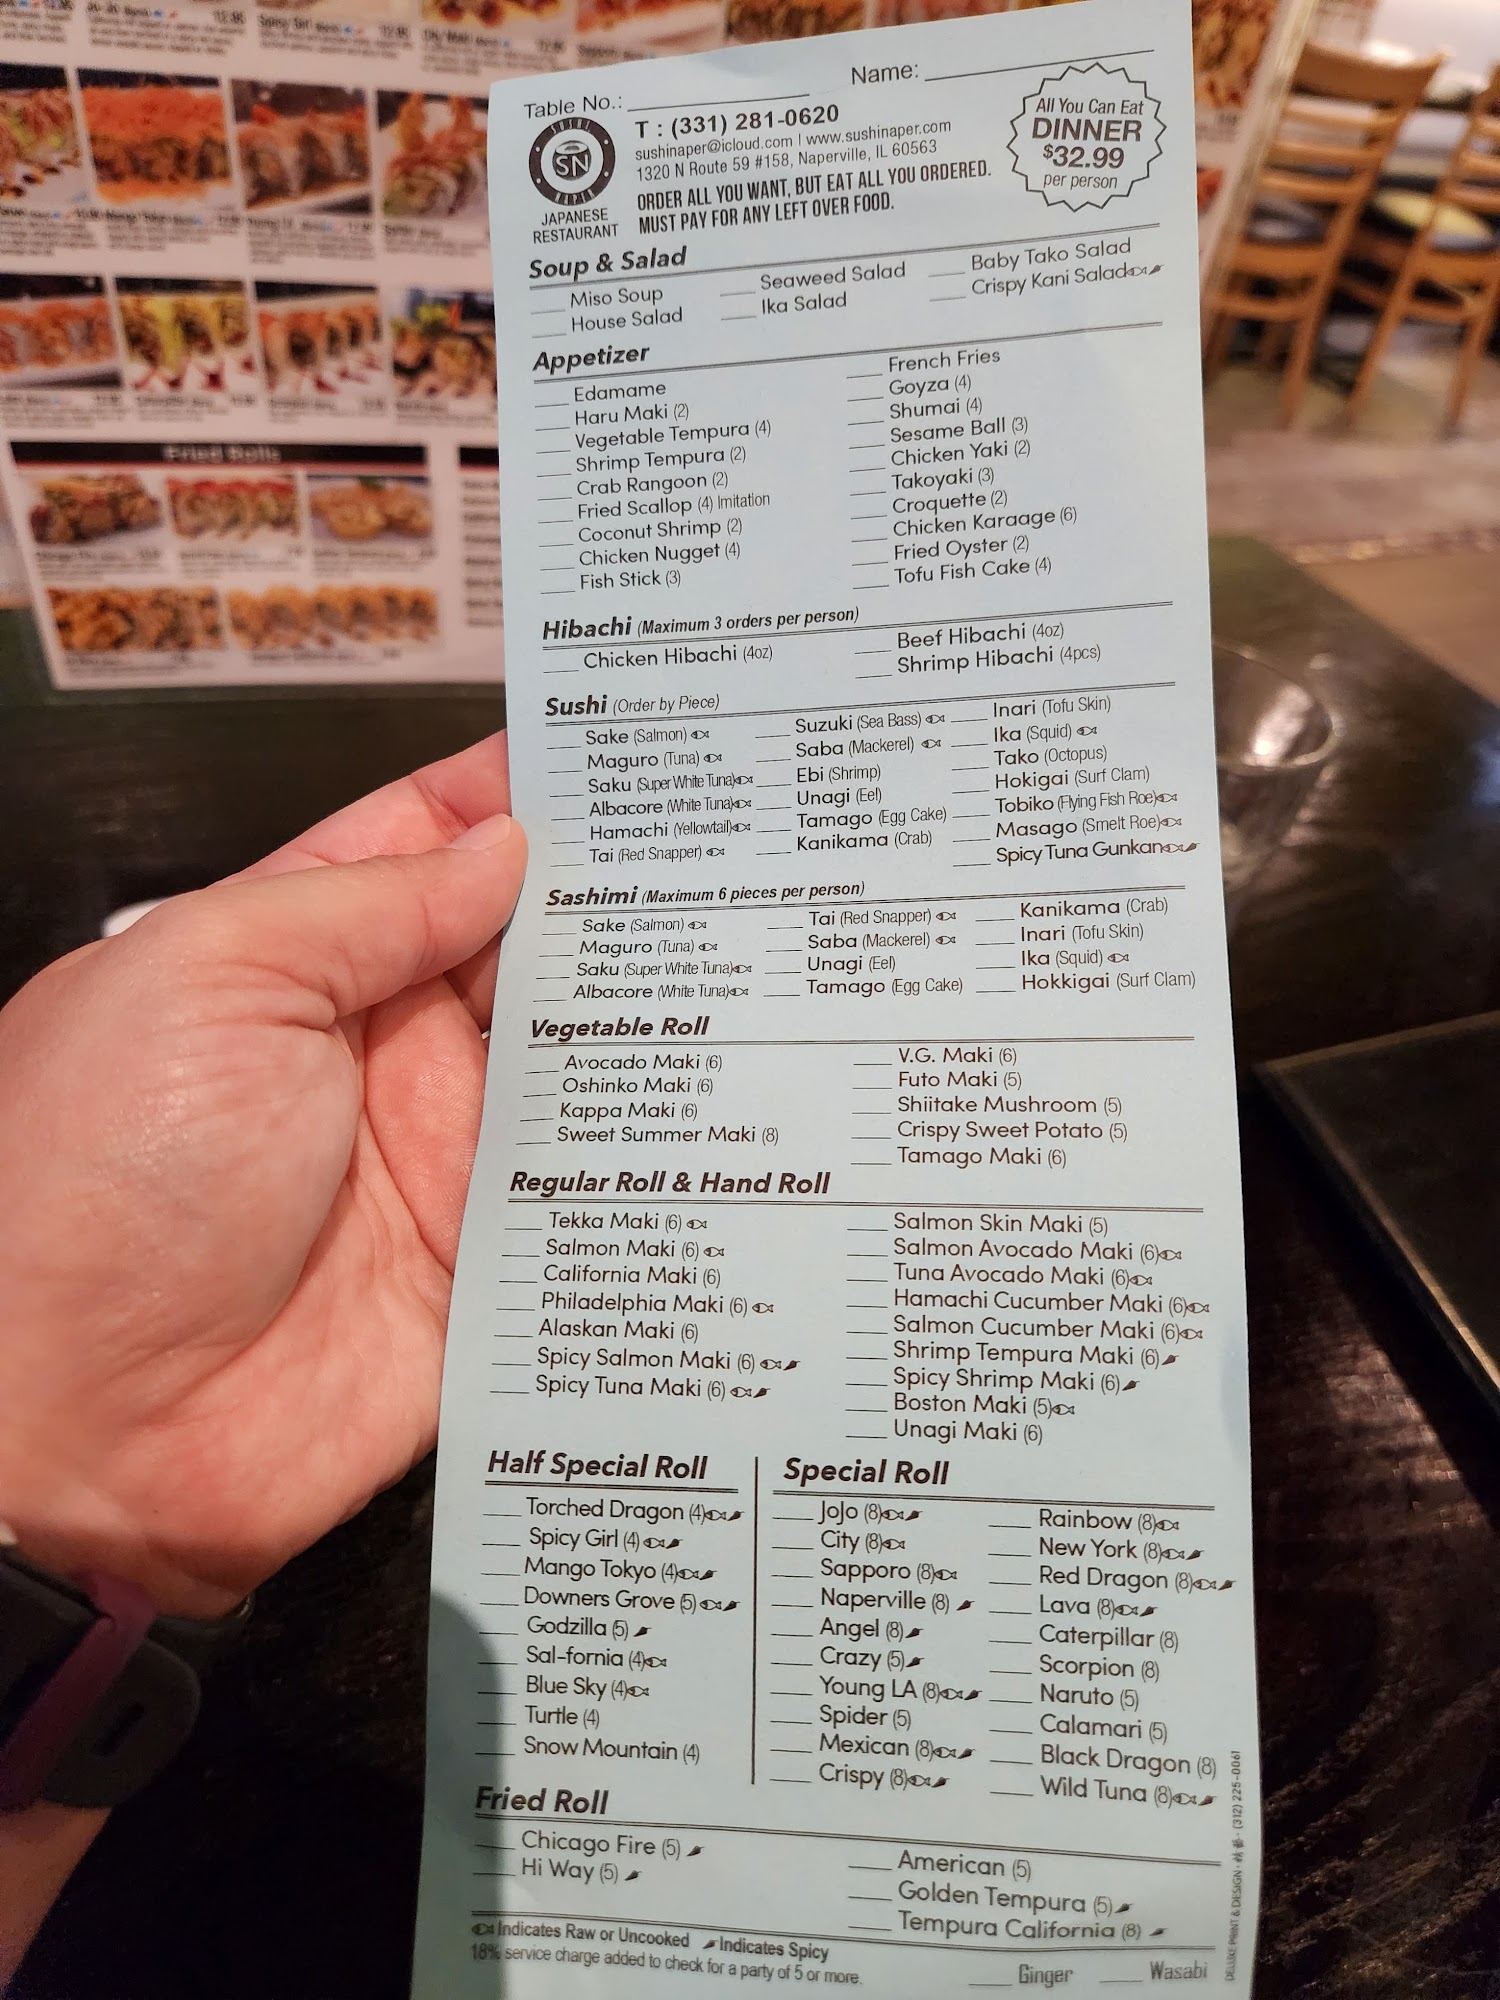 Table No.: Name:
SUSHI
SN
NAPER
JAPANESE
RESTAURANT
T : (331) 281-0620
sushinaper@icloud.com | www.sushinaper.com
1320 N Route 59 #158, Naperville, IL 60563
ORDER ALL YOU WANT, BUT EAT ALL YOU ORDERED.
MUST PAY FOR ANY LEFT OVER FOOD.
All You Can Eat
DINNER
$32.99
per person
Soup & Salad
Miso Soup
House Salad
Seaweed Salad
Ika Salad
Baby Tako Salad
Crispy Kani Salad
Appetizer
Edamame
Haru Maki (2)
Vegetable Tempura (4)
Shrimp Tempura (2)
Crab Rangoon (2)
Fried Scallop (4) Imitation
Coconut Shrimp (2)
Chicken Nugget (4)
Fish Stick (3)
French Fries
Goyza (4)
Shumai (4)
Sesame Ball (3)
Chicken Yaki (2)
Takoyaki (3)
Croquette (2)
Chicken Karaage (6)
Fried Oyster (2)
Tofu Fish Cake (4)
Hibachi (Maximum 3 orders per person)
Chicken Hibachi (4oz)
Beef Hibachi (4oz)
Shrimp Hibachi (4pcs)
Sushi (Order by Piece)
Sake (Salmon)
Maguro (Tuna)
Saku (Super White Tuna)
Albacore (White Tuna)
Hamachi (Yellowtail)
Tai (Red Snapper)
Suzuki (Sea Bass)
Saba (Mackerel)
Ebi (Shrimp)
Unagi (Eel)
Tamago (Egg Cake)
Kanikama (Crab)
Inari (Tofu Skin)
Ika (Squid)
Tako (Octopus)
Hokigai (Surf Clam)
Tobiko (Flying Fish Roe)
Masago (Smelt Roe)
Spicy Tuna Gunkan
Sashimi (Maximum 6 pieces per person)
Sake (Salmon)
Maguro (Tuna)
Saku (Super White Tuna)
Albacore (White Tuna)
Tai (Red Snapper)
Saba (Mackerel)
Unagi (Eel)
Tamago (Egg Cake)
Kanikama (Crab)
Inari (Tofu Skin)
Ika (Squid)
Hokkigai (Surf Clam)
Vegetable Roll
Avocado Maki (6)
Oshinko Maki (6)
Kappa Maki (6)
Sweet Summer Maki (8)
V.G. Maki (6)
Futo Maki (5)
Shiitake Mushroom (5)
Crispy Sweet Potato (5)
Tamago Maki (6)
Regular Roll & Hand Roll
Tekka Maki (6)
Salmon Maki (6)
California Maki (6)
Philadelphia Maki (6)
Alaskan Maki (6)
Spicy Salmon Maki (6)
Spicy Tuna Maki (6)
Salmon Skin Maki (5)
Salmon Avocado Maki (6)
Tuna Avocado Maki (6)
Hamachi Cucumber Maki (6)
Salmon Cucumber Maki (6)
Shrimp Tempura Maki (6)
Spicy Shrimp Maki (6)
Boston Maki (5)
Unagi Maki (6)
Half Special Roll
Torched Dragon (4)
Spicy Girl (4)
Mango Tokyo (4)
Downers Grove (5)
Godzilla (5)
Sal-fornia (4)
Blue Sky (4)
Turtle (4)
Snow Mountain (4)
Special Roll
JoJo (8)
City (8)
Sapporo (8)
Naperville (8)
Angel (8)
Crazy (5)
Young LA (8)
Spider (5)
Mexican (8)
Crispy (8)
Rainbow (8)
New York (8)
Red Dragon (8)
Lava (8)
Caterpillar (8)
Scorpion (8)
Naruto (5)
Calamari (5)
Black Dragon (8)
Wild Tuna (8)
Fried Roll
Chicago Fire (5)
Hi Way (5)
American (5)
Golden Tempura (5)
Tempura California (8)
Indicates Raw or Uncooked Indicates Spicy
18% service charge added to check for a party of 5 or more.
Ginger Wasabi
DELUXE PRINT & DESIGN (312) 225-0061
Fried Rolls